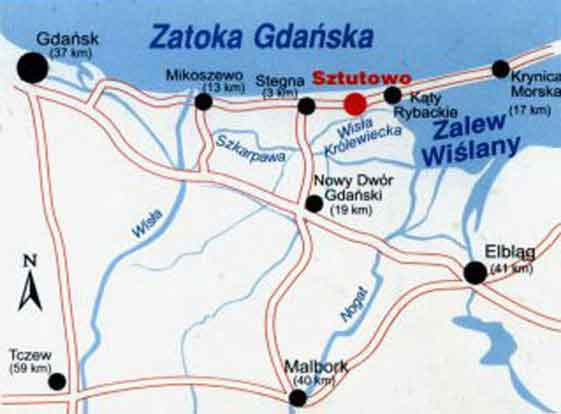 Gdańsk
(37 km)
Zatoka Gdańska
Mikoszewo
(13 km)
Stegna
(3 km)
Sztutowo
Krynica
Morska
(17 km)
Kąty
Rybackie
Wisła
Królewiecka
Zalew
Wiślany
Szkarpawa
Nowy Dwór
Gdański
(19 km)
Wisła
Elbląg
(41 km)
N
Nogat
Tczew
(59 km)
Malbork
(40 km)